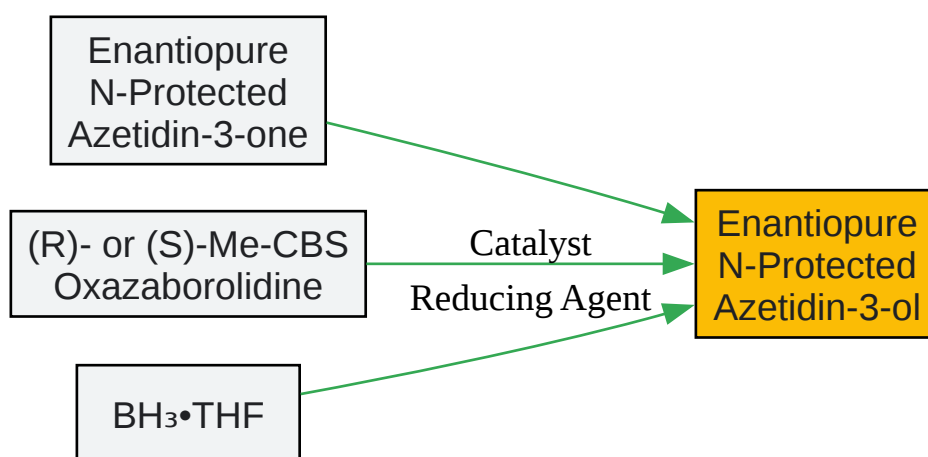 Enantiopure
N-Protected
Azetidin-3-one
(R)- or (S)-Me-CBS
Oxazaborolidine
BH₃•THF
Catalyst
Reducing Agent
Enantiopure
N-Protected
Azetidin-3-ol